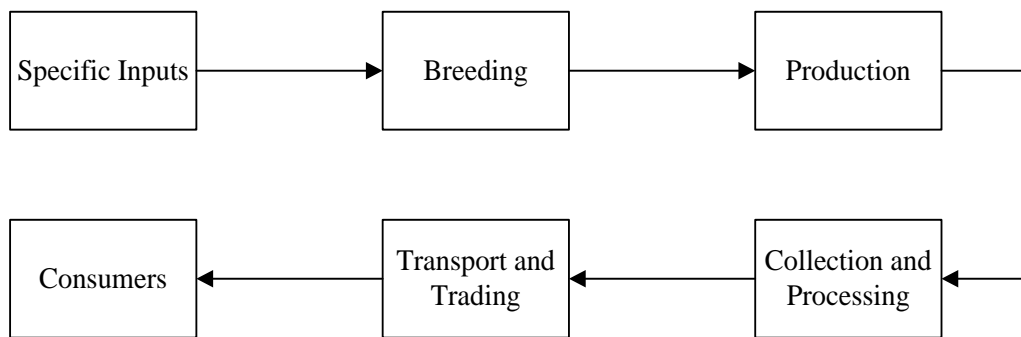 Specific Inputs
Breeding
Production
Collection and
Processing
Transport and
Trading
Consumers